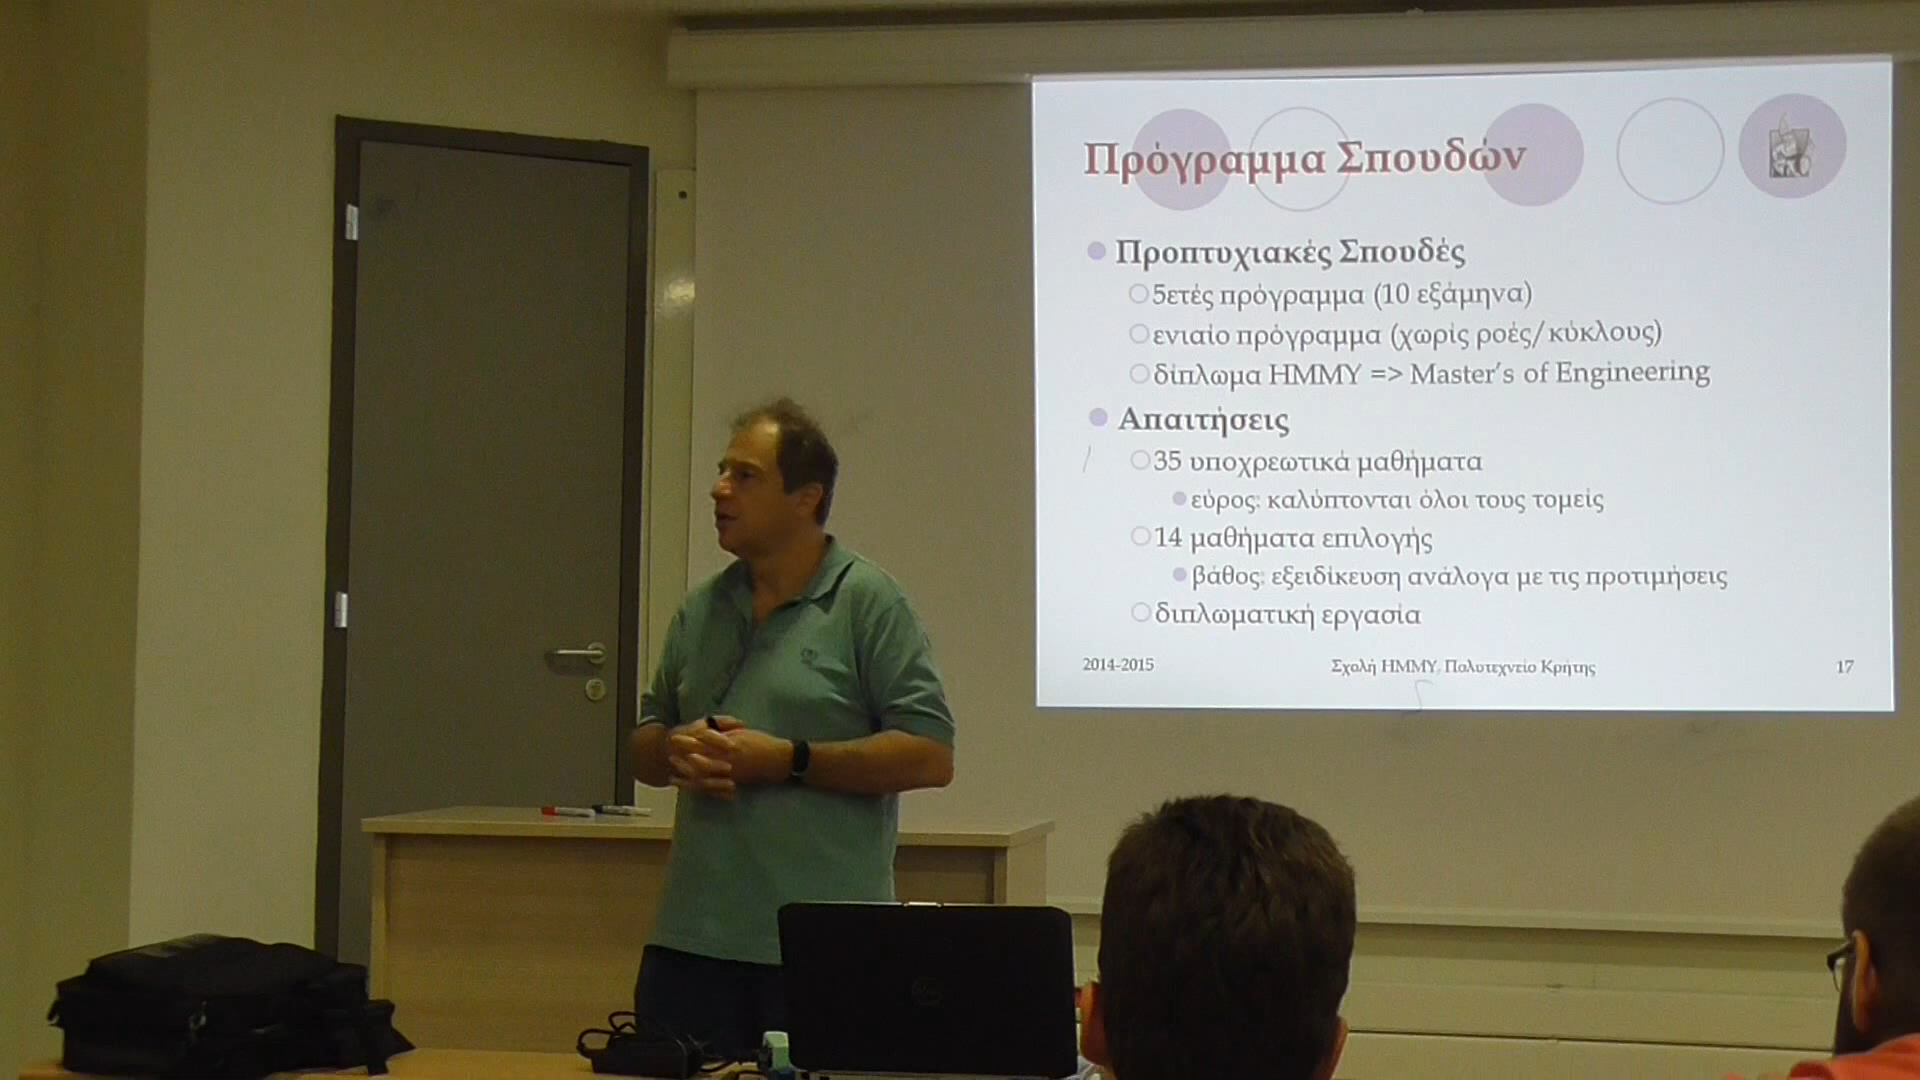 Πρόγραμμα Σπουδών
Προπτυχιακές Σπουδές
5ετές πρόγραμμα (10 εξάμηνα)
ενιαίο πρόγραμμα (χωρίς ροές/κύκλους)
δίπλωμα ΗΜΜΥ => Master's of Engineering
Απαιτήσεις
35 υποχρεωτικά μαθήματα
εύρος: καλύπτονται όλοι τους τομείς
14 μαθήματα επιλογής
βάθος: εξειδίκευση ανάλογα με τις προτιμήσεις
διπλωματική εργασία
2014-2015 Σχολή ΗΜΜΥ, Πολυτεχνείο Κρήτης 17